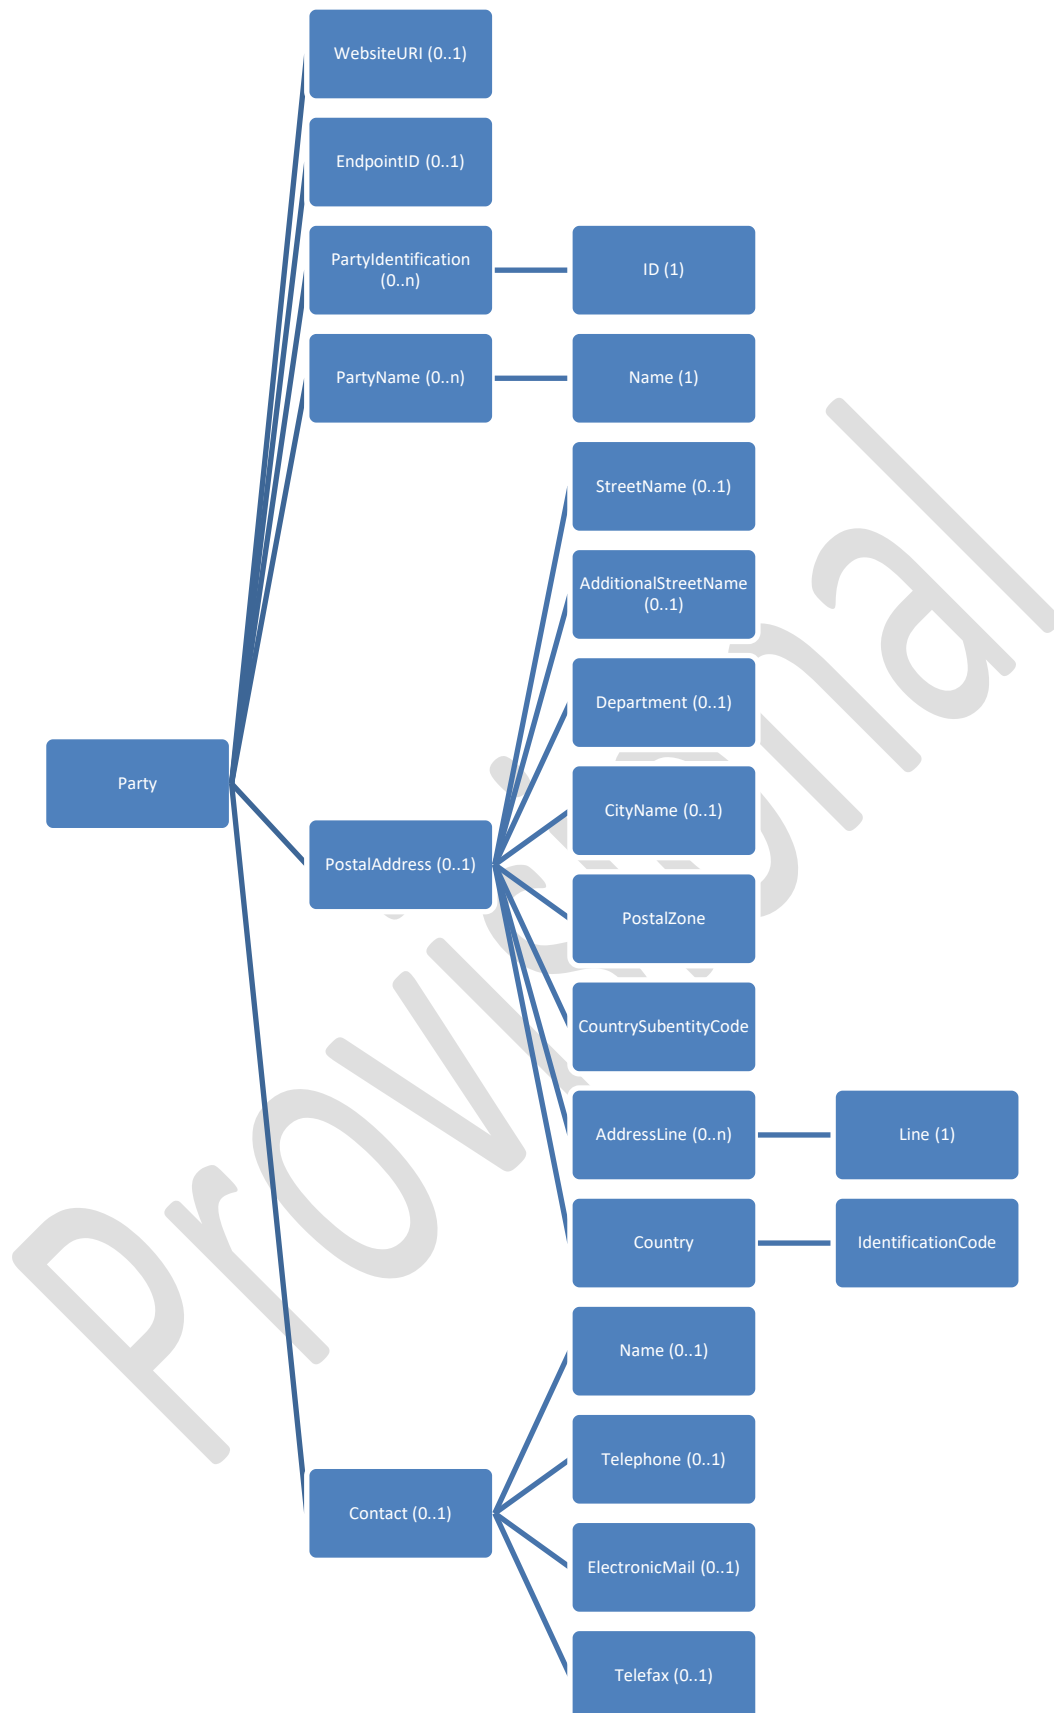 WebsiteURI (0..1)
EndpointID (0..1)
PartyIdentification
(0..n)
ID (1)
PartyName (0..n)
Name (1)
StreetName (0..1)
AdditionalStreetName
(0..1)
Department (0..1)
Party
CityName (0..1)
PostalAddress (0..1)
PostalZone
CountrySubentityCode
AddressLine (0..n)
Line (1)
Country
IdentificationCode
Name (0..1)
Telephone (0..1)
Contact (0..1)
ElectronicMail (0..1)
Telefax (0..1)
Provisional